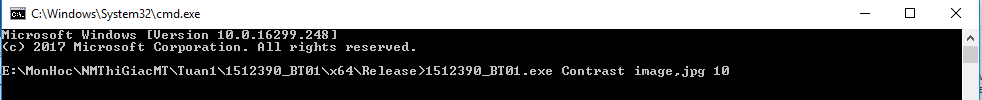 C:\Windows\System32\cmd.exe
Microsoft Windows [Version 10.0.16299.248]
(c) 2017 Microsoft Corporation. All rights reserved.
E:\MonHoc\NMThiGiacMT\Tuan1\1512390_BT01\x64\Release>1512390_BT01.exe Contrast image,jpg 10